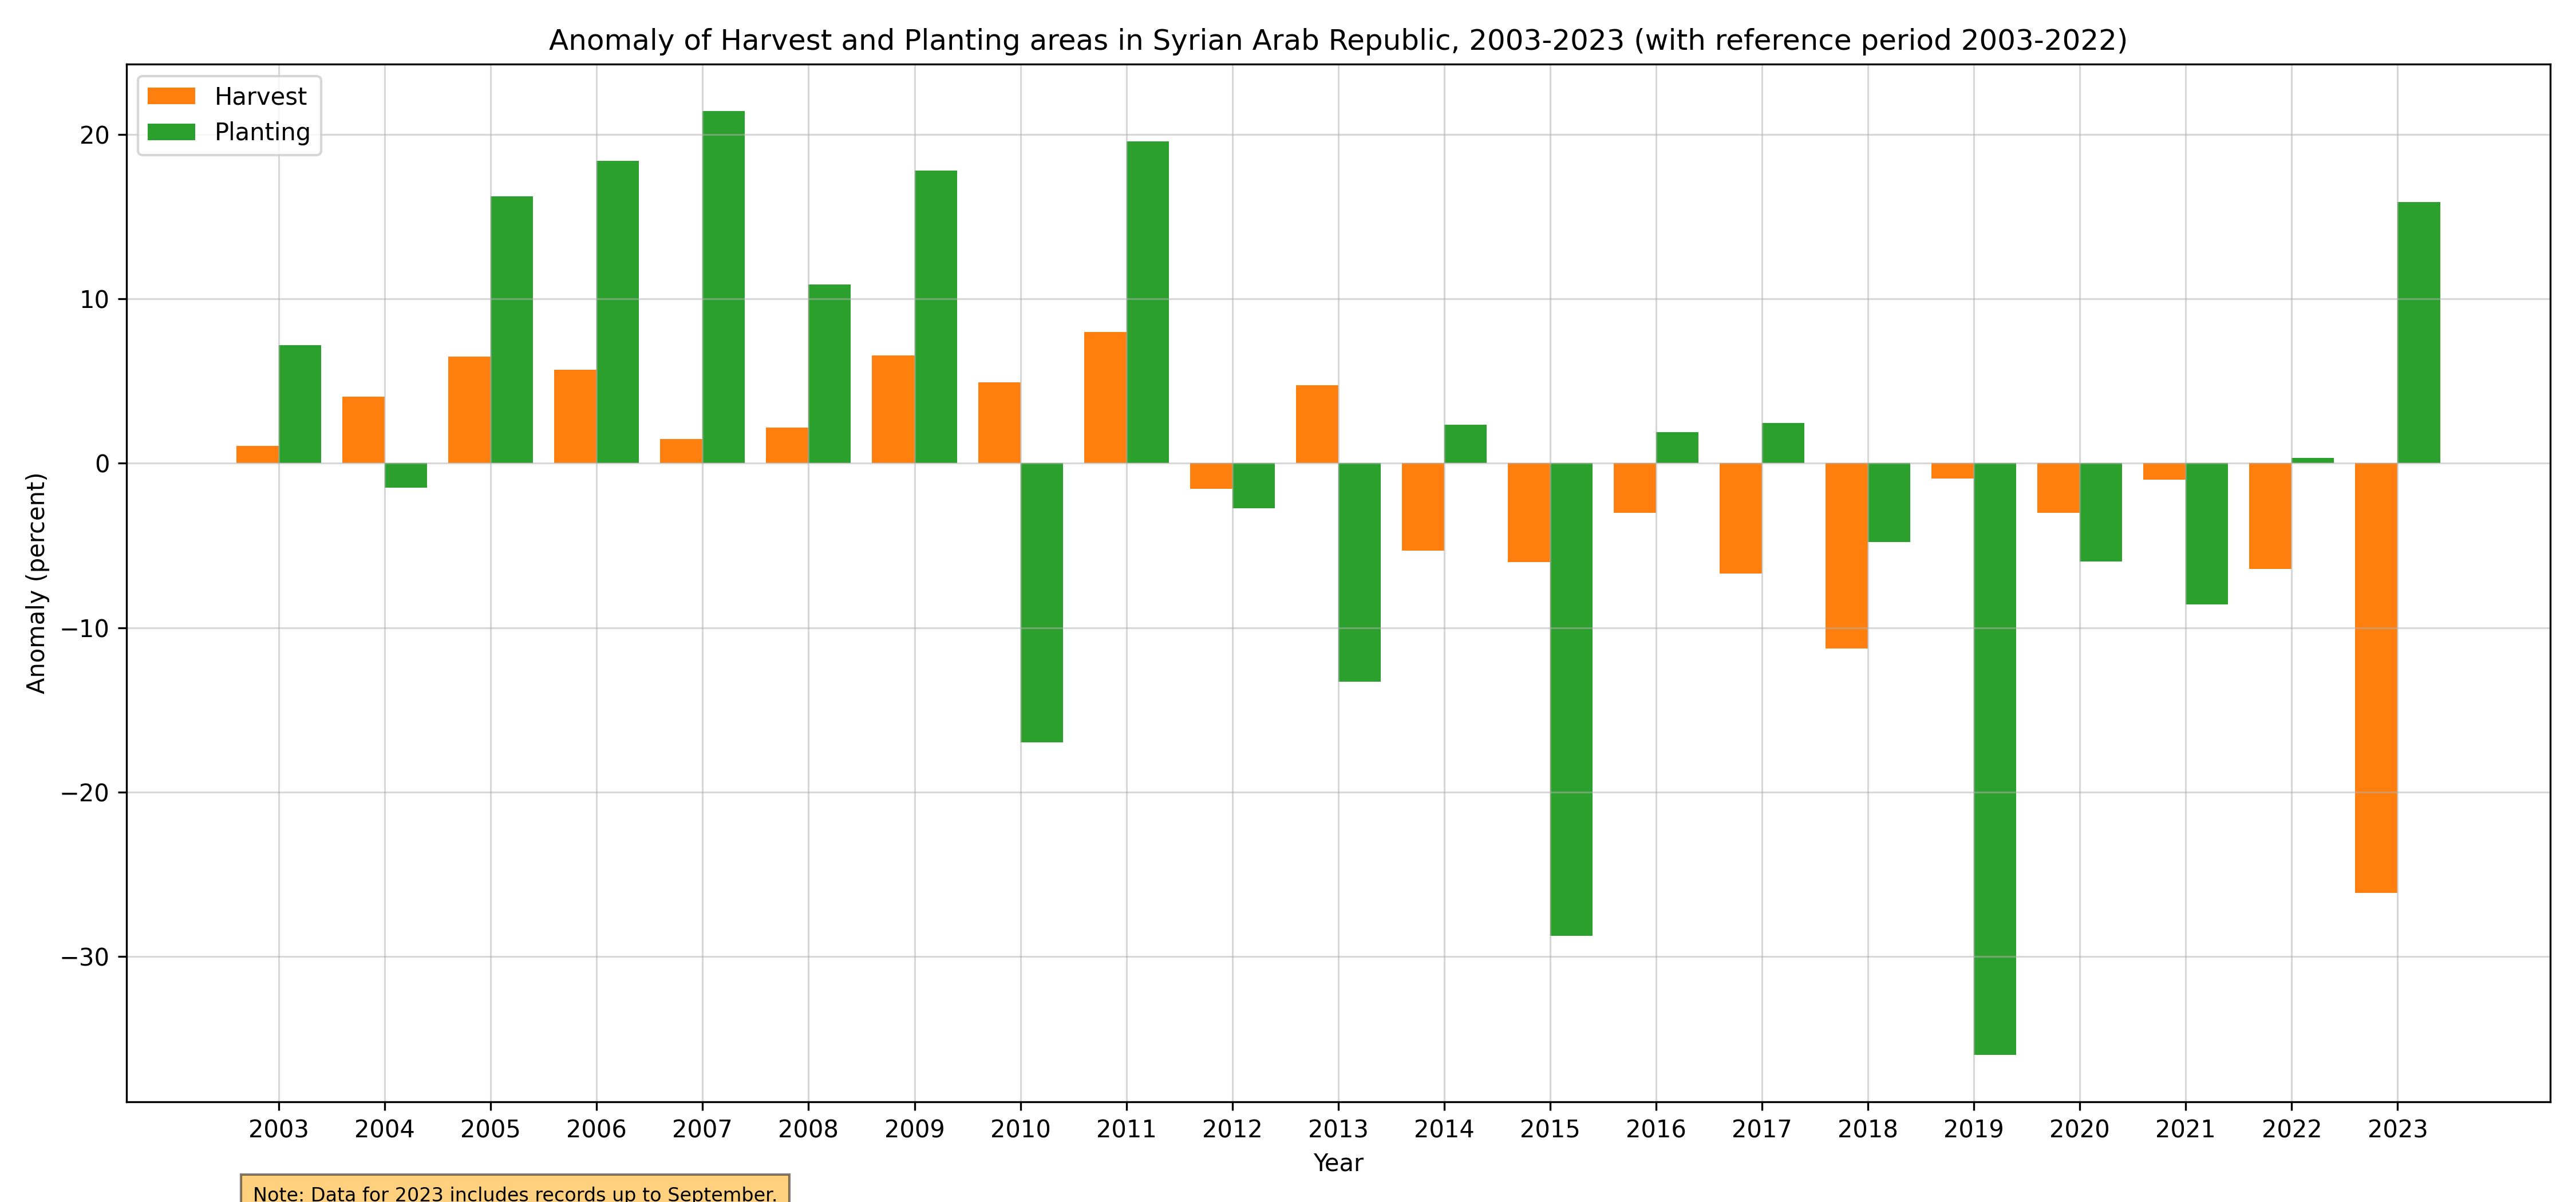 Anomaly of Harvest and Planting areas in Syrian Arab Republic, 2003-2023 (with reference period 2003-2022)
Harvest
Planting
20
10
0
−10
−20
−30
Anomaly (percent)
2003 2004 2005 2006 2007 2008 2009 2010 2011 2012 2013 2014 2015 2016 2017 2018 2019 2020 2021 2022 2023
Year
Note: Data for 2023 includes records up to September.